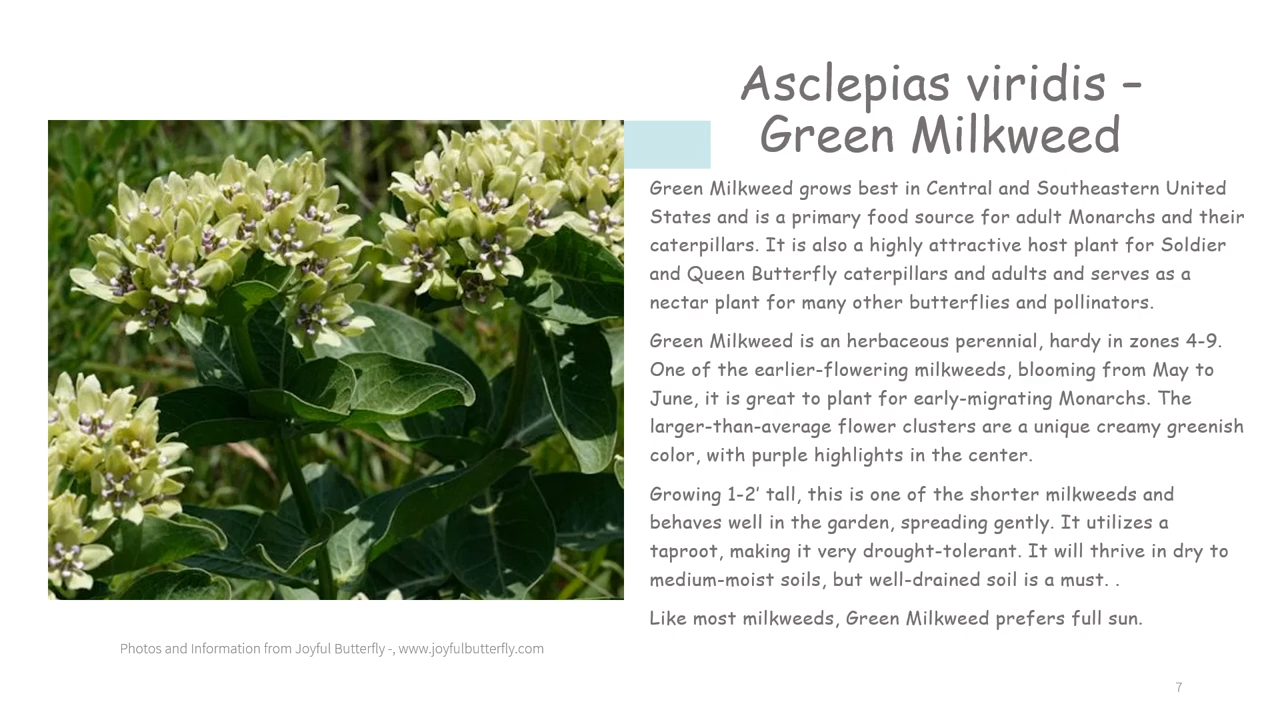 Asclepias viridis –
Green Milkweed
Green Milkweed grows best in Central and Southeastern United
States and is a primary food source for adult Monarchs and their
caterpillars. It is also a highly attractive host plant for Soldier
and Queen Butterfly caterpillars and adults and serves as a
nectar plant for many other butterflies and pollinators.
Green Milkweed is an herbaceous perennial, hardy in zones 4-9.
One of the earlier-flowering milkweeds, blooming from May to
June, it is great to plant for early-migrating Monarchs. The
larger-than-average flower clusters are a unique creamy greenish
color, with purple highlights in the center.
Growing 1-2’ tall, this is one of the shorter milkweeds and
behaves well in the garden, spreading gently. It utilizes a
taproot, making it very drought-tolerant. It will thrive in dry to
medium-moist soils, but well-drained soil is a must. .
Like most milkweeds, Green Milkweed prefers full sun.
Photos and Information from Joyful Butterfly -, www.joyfulbutterfly.com
7